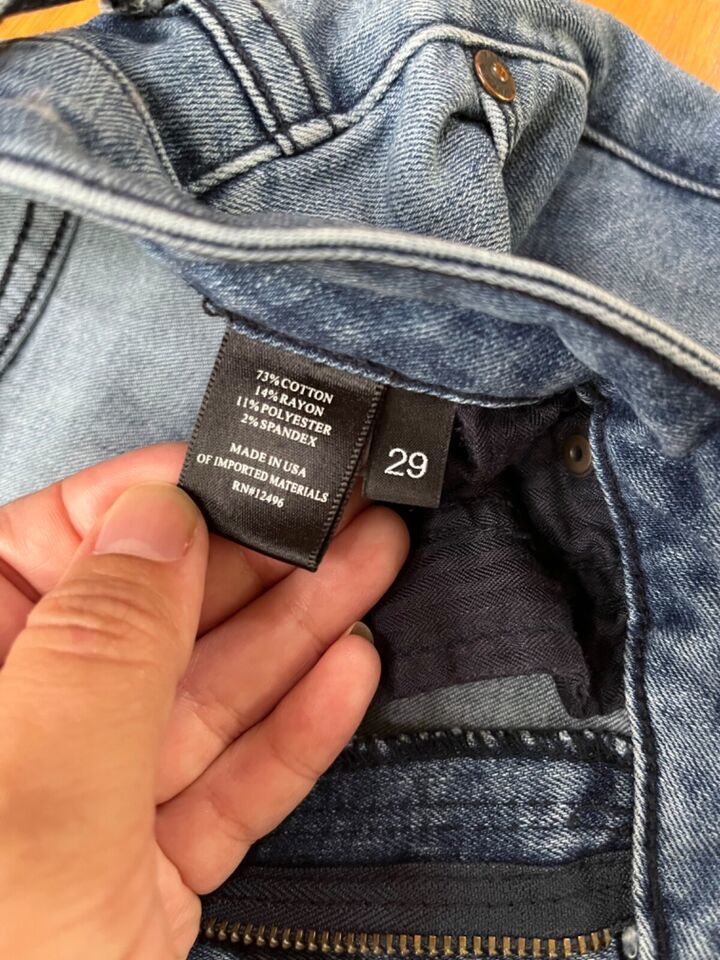 73% COTTON
14% RAYON
11% POLYESTER
2% SPANDEX
MADE IN USA
OF IMPORTED MATERIALS
RN#12496
29